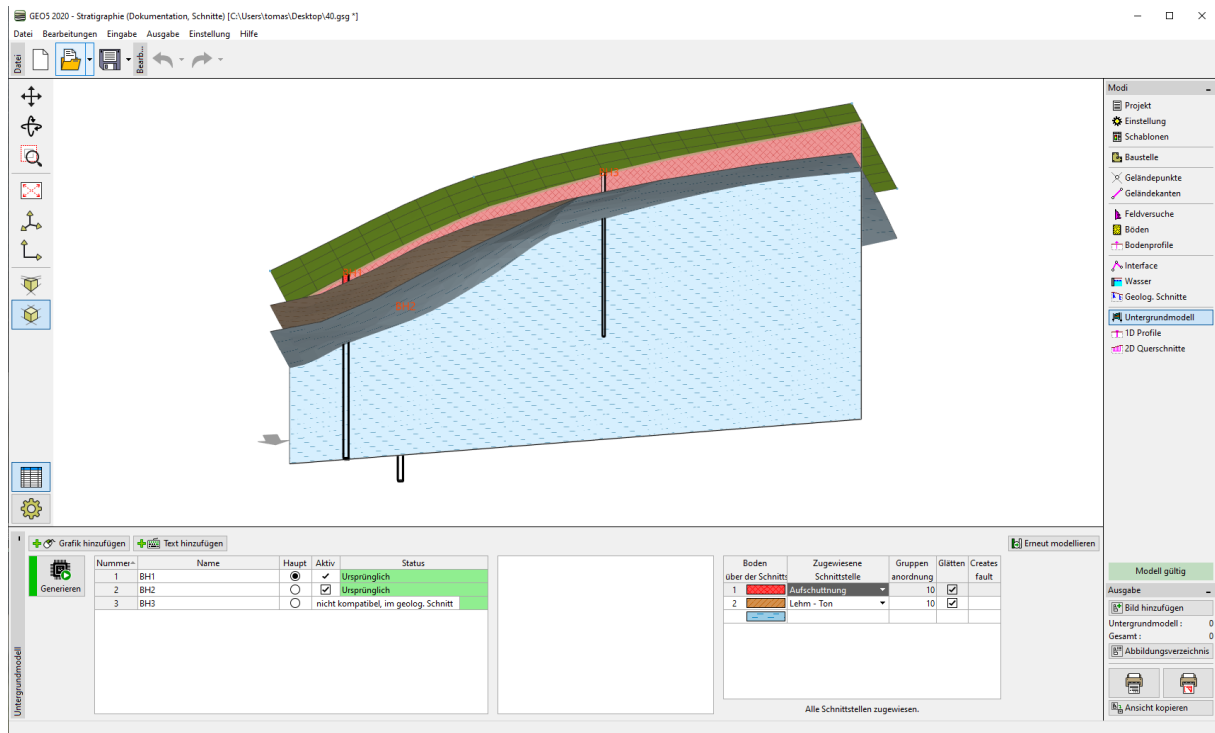 GEO5 2020 - Stratigraphie (Dokumentation, Schnitte) [C:\Users\tomas\Desktop\40.gsg *]
Datei Bearbeitungen Eingabe Ausgabe Einstellung Hilfe
Datei
Bearb...
Modi
Projekt
Einstellung
Schablonen
Baustelle
Geländepunkte
Geländekanten
Feldversuche
Böden
Bodenprofile
Interface
Wasser
Geolog. Schnitte
Untergrundmodell
1D Profile
2D Querschnitte
Grafik hinzufügen Text hinzufügen
Erneut modellieren
Generieren
Nummer Name Haupt Aktiv Status
1 BH1 Ursprünglich
2 BH2 Ursprünglich
3 BH3 nicht kompatibel, im geolog. Schnitt
Boden Zugewiesene Gruppen Glätten Creates
über der Schnitts Schnittstelle anordnung fault
1 Aufschuttnung 10
2 Lehm - Ton 10
Alle Schnittstellen zugewiesen.
Untergrundmodell
Modell gültig
Ausgabe
Bild hinzufügen
Untergrundmodell : 0
Gesamt : 0
Abbildungsverzeichnis
Ansicht kopieren